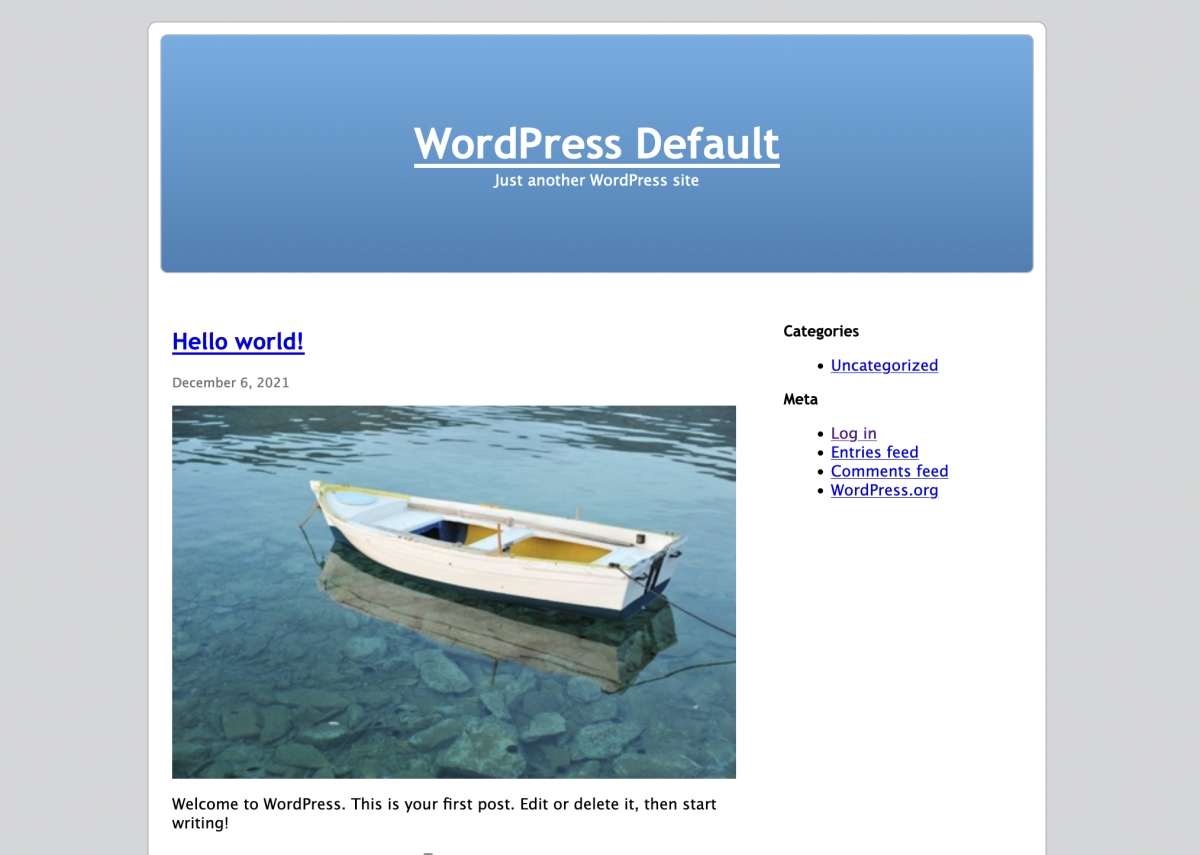 WordPress Default
Just another WordPress site
Hello world!
December 6, 2021
Welcome to WordPress. This is your first post. Edit or delete it, then start
writing!
Categories
Uncategorized
Meta
Log in
Entries feed
Comments feed
WordPress.org